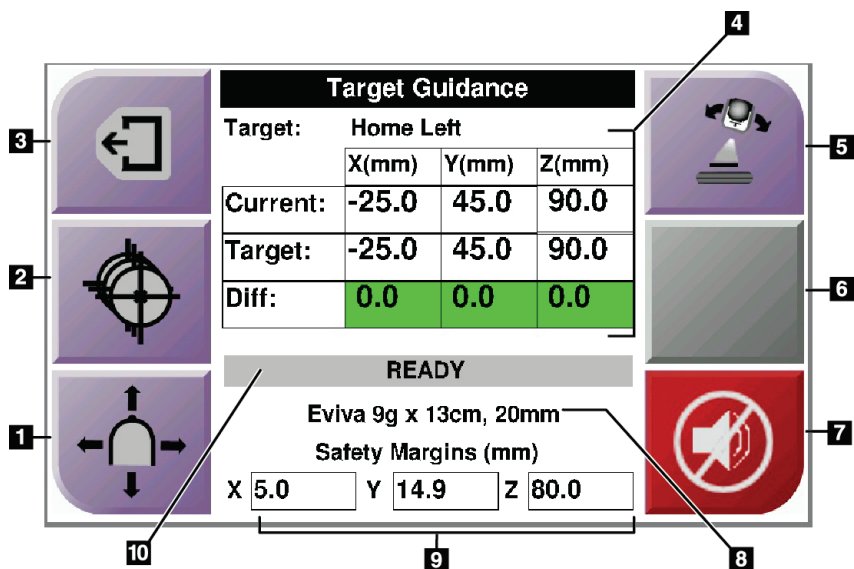 4
Target Guidance
3
Target: Home Left
5
X(mm) Y(mm) Z(mm)
Current: -25.0 45.0 90.0
Target: -25.0 45.0 90.0
2
6
Diff: 0.0 0.0 0.0
READY
Eviva 9g x 13cm, 20mm
1
7
Safety Margins (mm)
X 5.0 Y 14.9 Z 80.0
10
9
8